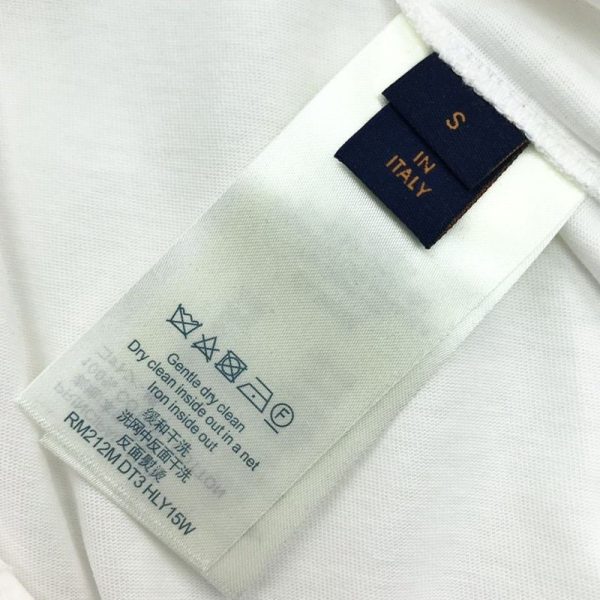 S
IN
ITALY
Gentle dry clean
Dry clean inside out in a net
Iron inside out
缓和干洗
洗网中反面干洗
反面熨烫
RM212M DT3 HLY15W